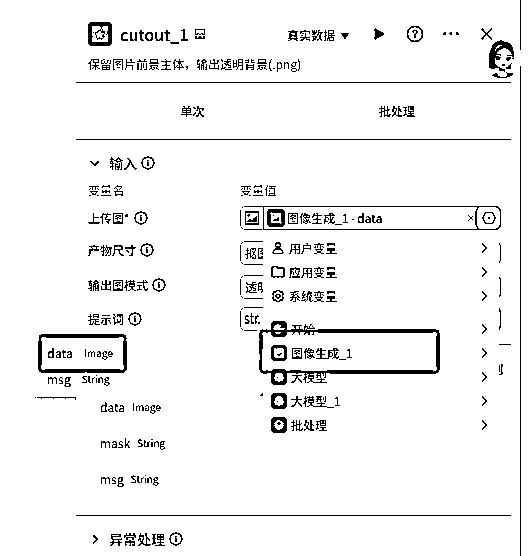 cutout_1 真实数据
保留图片前景主体，输出透明背景(.png)
单次 批处理
输入
变量名 变量值
上传图* 图像生成_1 - data
产物尺寸 抠图
用户变量
应用变量
输出图模式 透明
系统变量
提示词 str.
开始
data Image
图像生成_1
msg String
大模型
data Image
大模型_1
批处理
mask String
msg String
异常处理